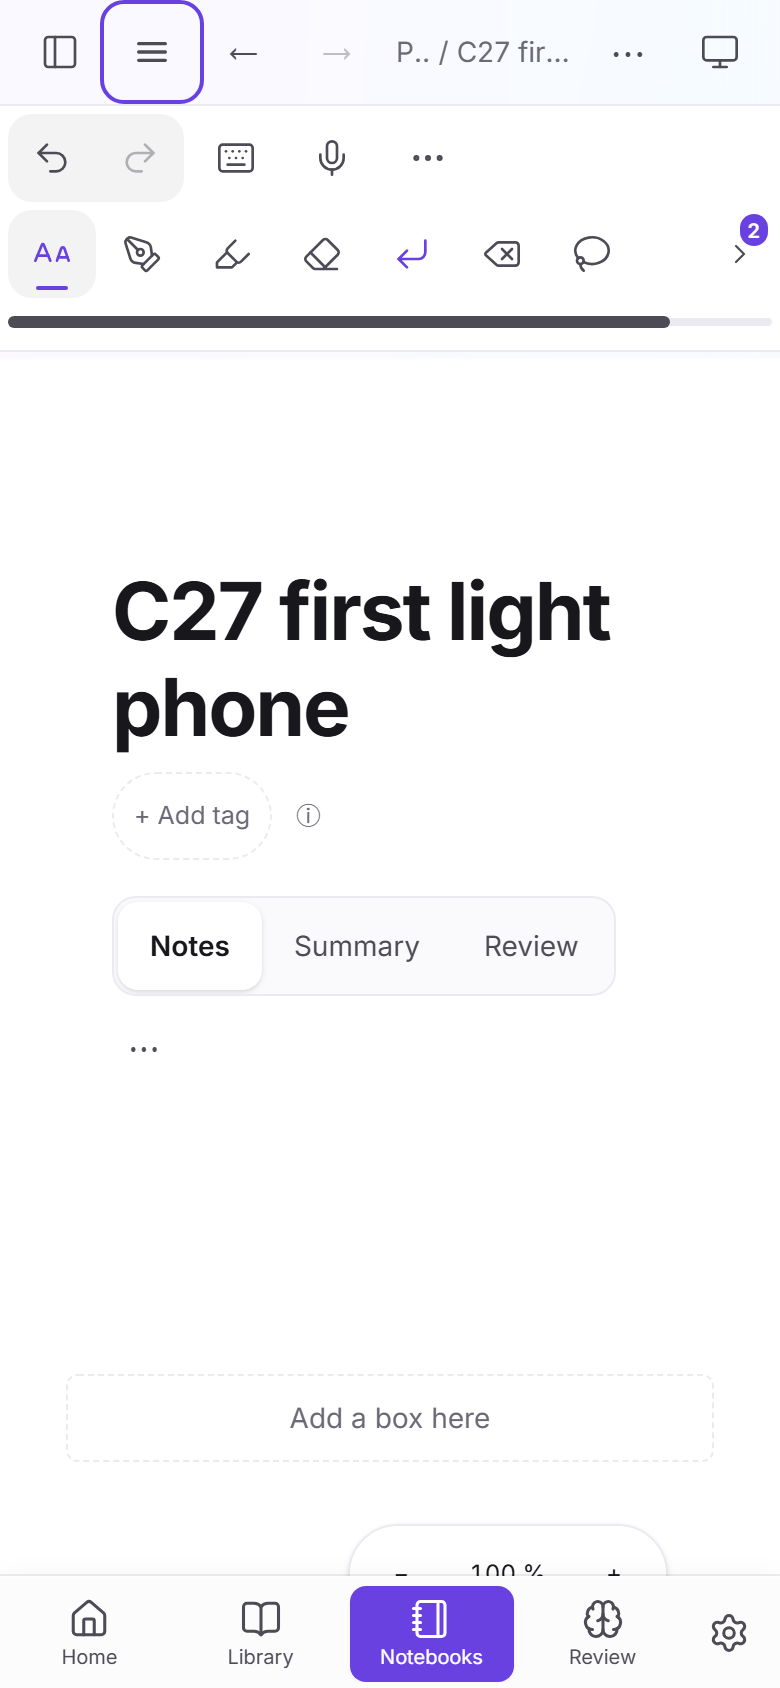 P.. / C27 fir...
2
C27 first light
phone
+ Add tag
Notes Summary Review
Add a box here
- 100 % +
Home Library Notebooks Review